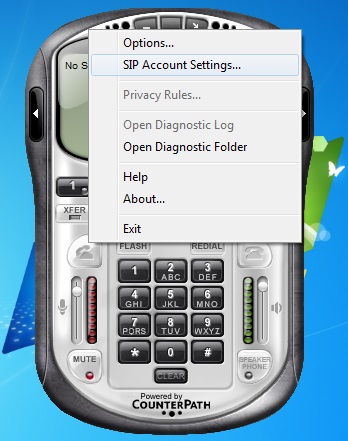 No S
Options...
SIP Account Settings...
Privacy Rules...
Open Diagnostic Log
Open Diagnostic Folder
Help
About...
Exit
1
XFER
FLASH
REDIAL
1
2 ABC
3 DEF
4 GHI
5 JKL
6 MNO
7 PQRS
8 TUV
9 WXYZ
* 0 #
MUTE
SPEAKER PHONE
CLEAR
Powered by
COUNTERPATH